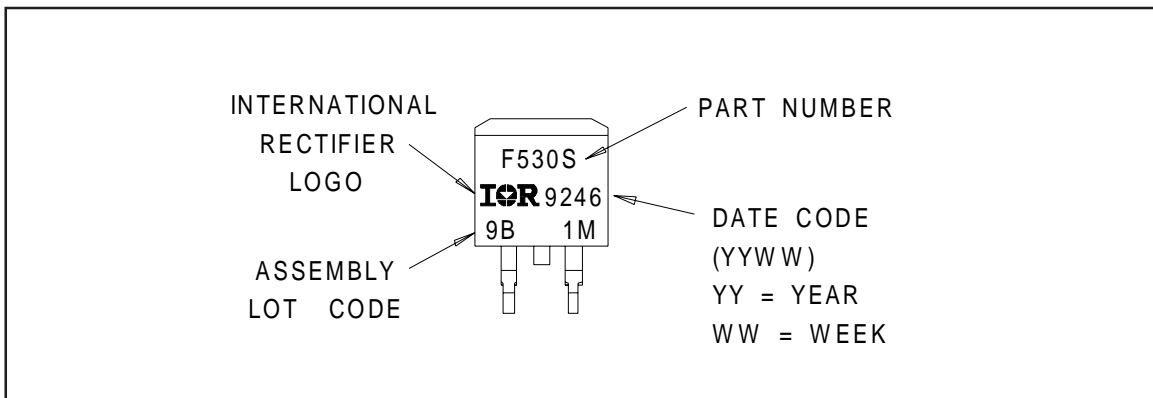 INTERNATIONAL
RECTIFIER
LOGO
ASSEMBLY
LOT CODE
F530S
IOR 9246
9B 1M
PART NUMBER
DATE CODE
(YYWW)
YY = YEAR
WW = WEEK